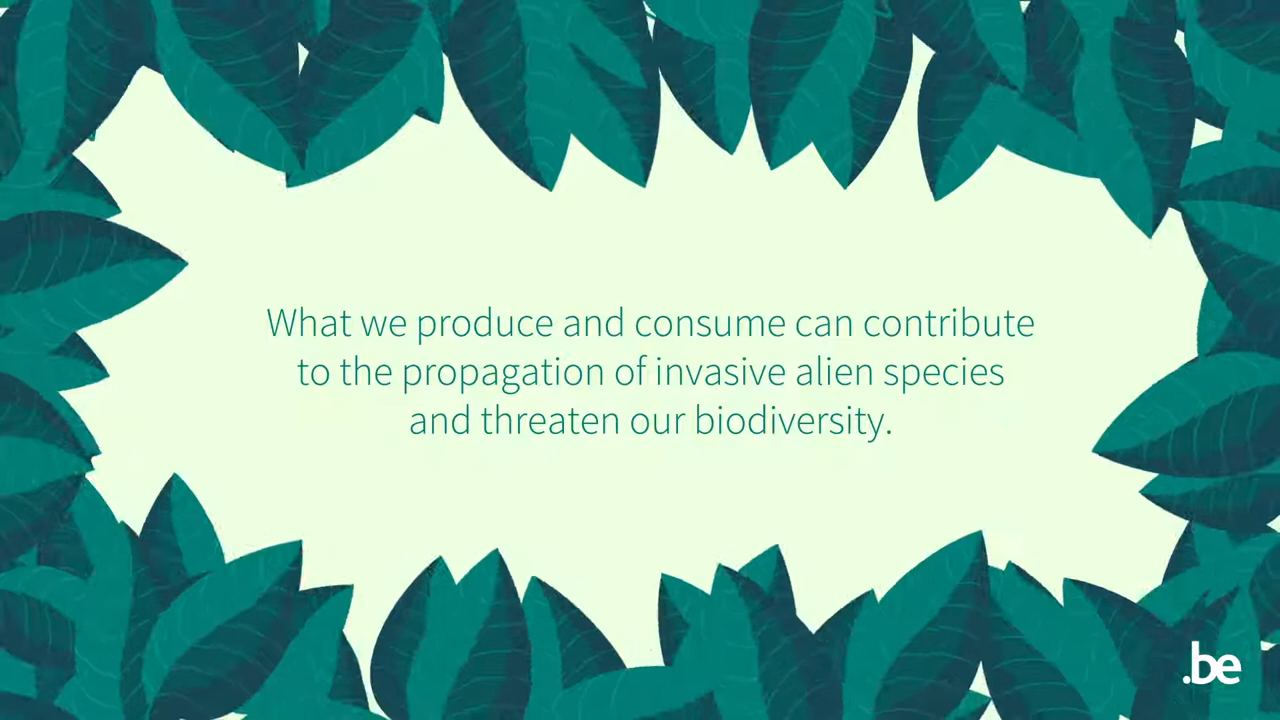 What we produce and consume can contribute
to the propagation of invasive alien species
and threaten our biodiversity.
.be